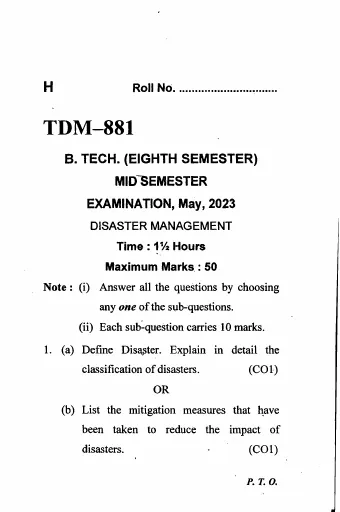 H Roll No. ..............................
TDM–881
B. TECH. (EIGHTH SEMESTER)
MID SEMESTER
EXAMINATION, May, 2023
DISASTER MANAGEMENT
Time : 1½ Hours
Maximum Marks : 50
Note : (i) Answer all the questions by choosing
any one of the sub-questions.
(ii) Each sub-question carries 10 marks.
1. (a) Define Disaster. Explain in detail the
classification of disasters. (CO1)
OR
(b) List the mitigation measures that have
been taken to reduce the impact of
disasters. (CO1)
P. T. O.